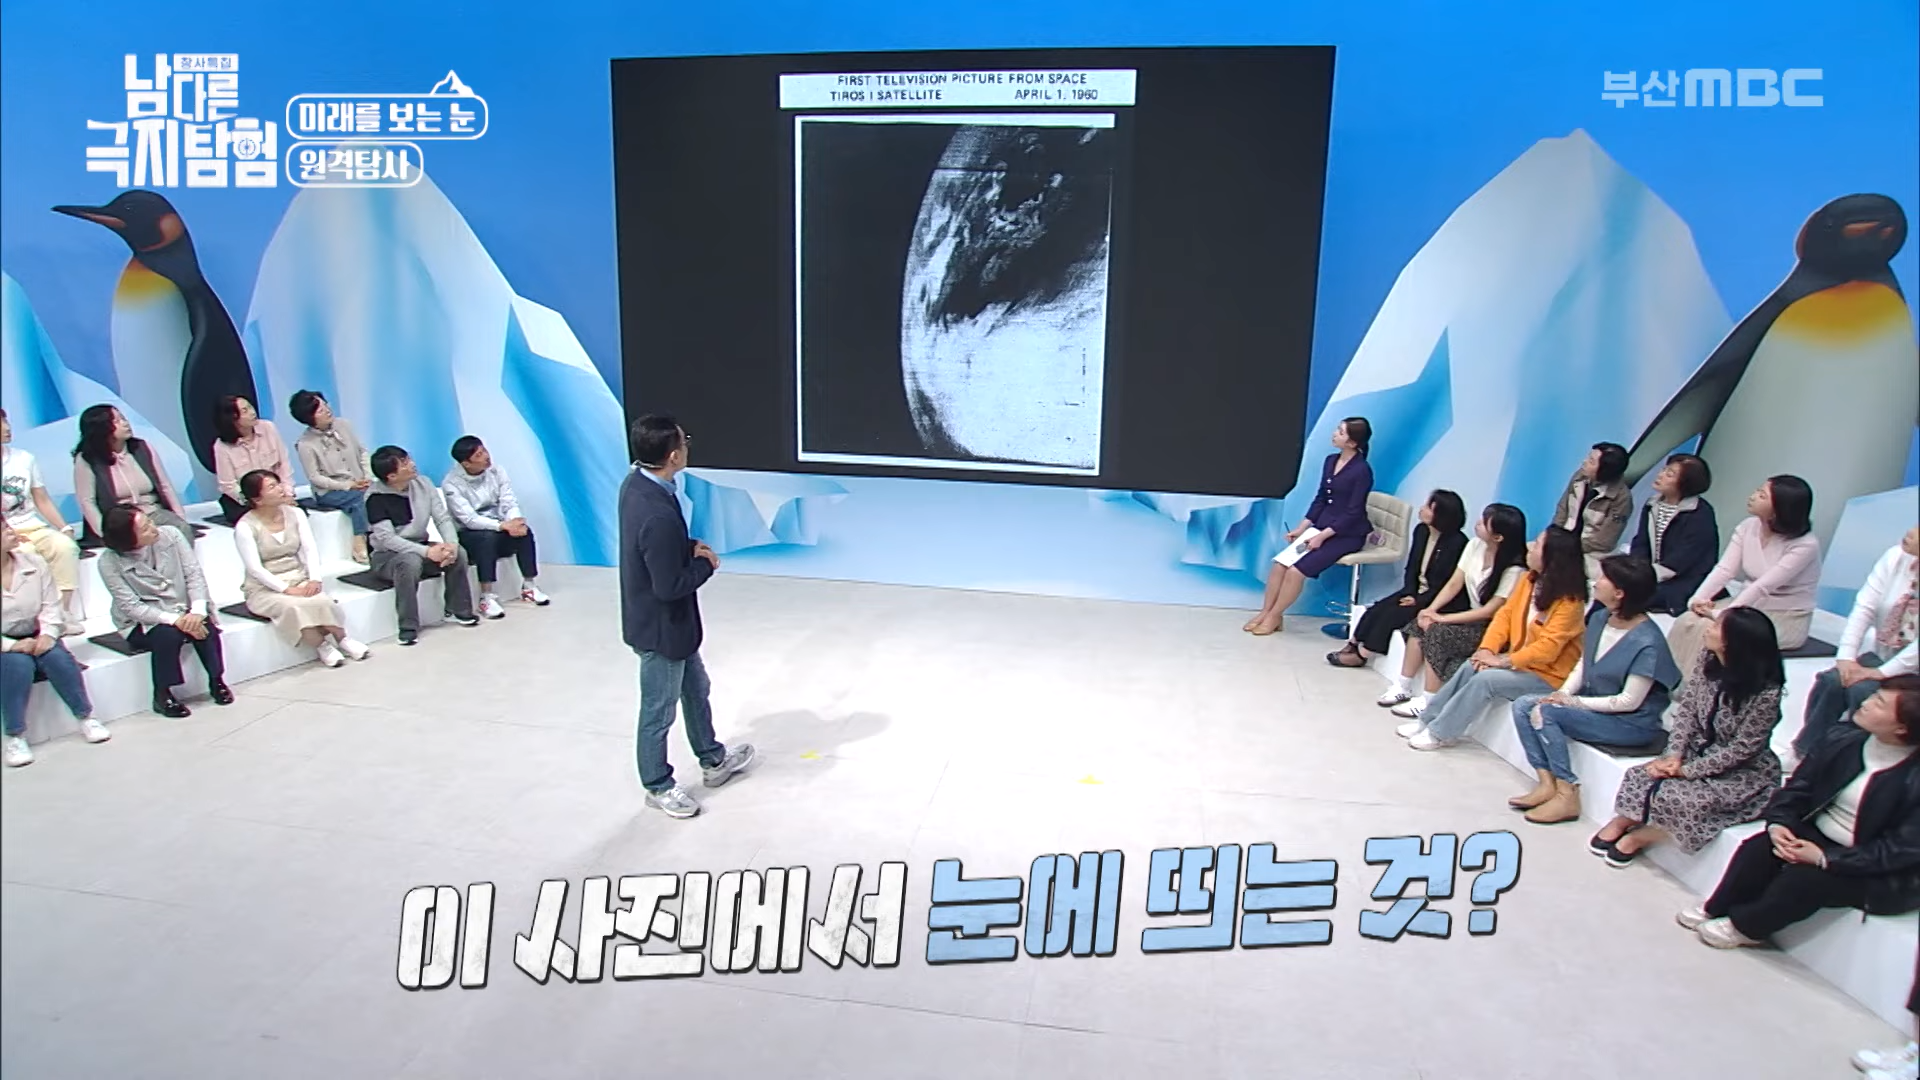 창사특집
남다른
극지탐험
미래를 보는 눈
원격탐사
부산MBC
FIRST TELEVISION PICTURE FROM SPACE
TIROS I SATELLITE APRIL 1, 1960
이 사진에서 눈에 띄는 것?